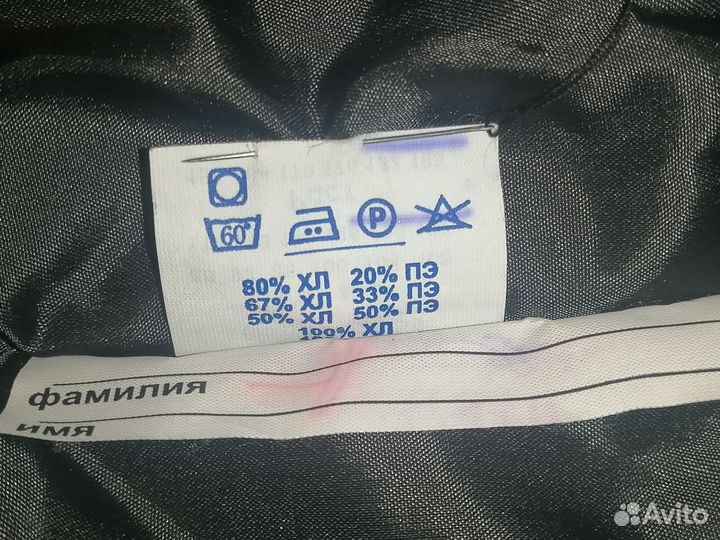 60°
P
80% ХЛ 20% ПЭ
67% ХЛ 33% ПЭ
50% ХЛ 50% ПЭ
100% ХЛ
фамилия
имя
Avito